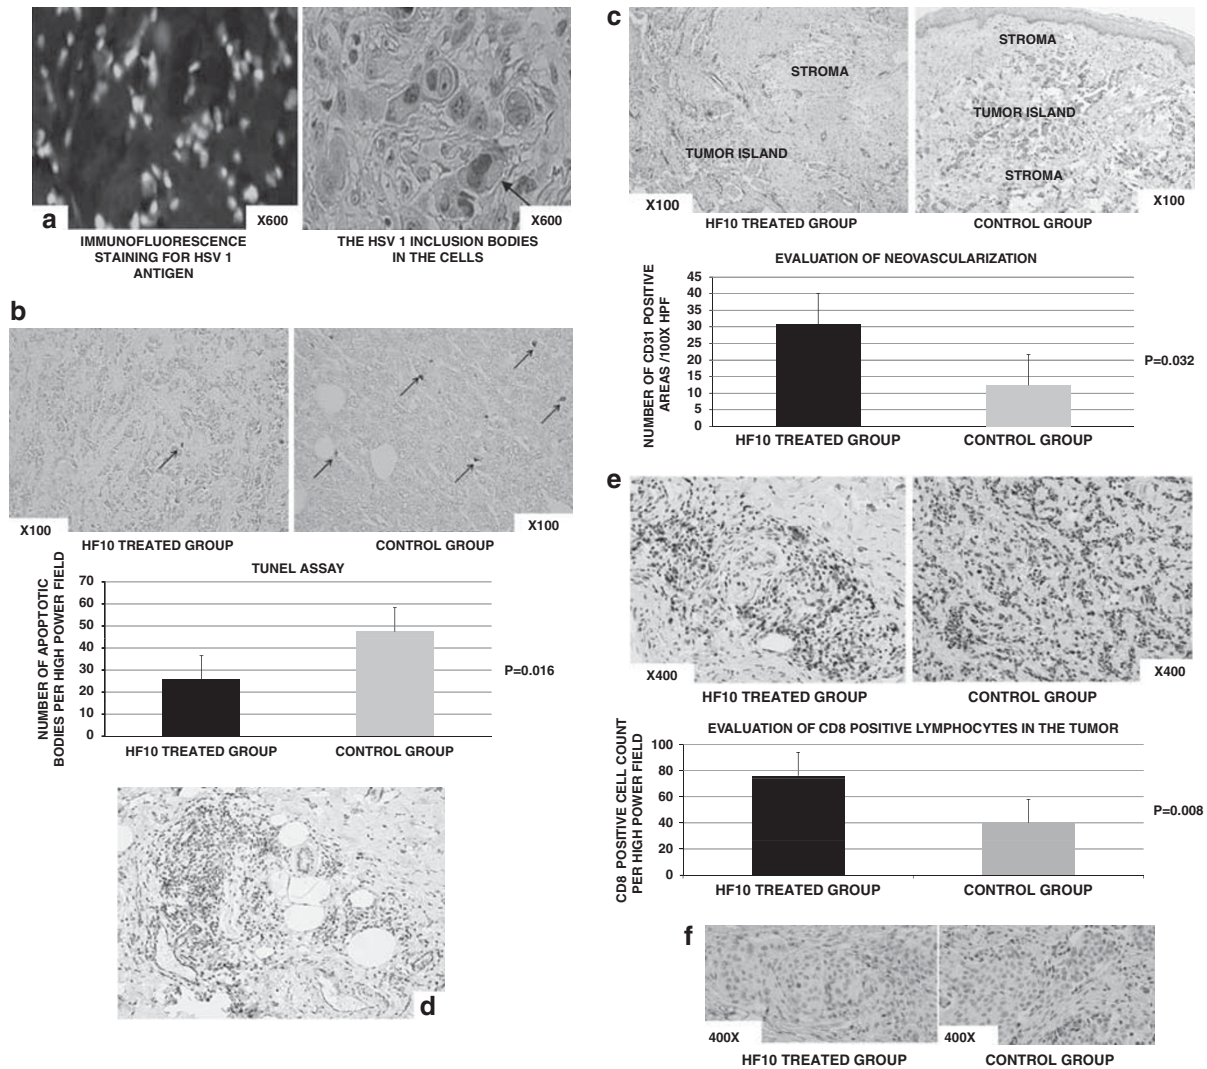 a
X600
X600
IMMUNOFLUORESCENCE
STAINING FOR HSV 1
ANTIGEN
THE HSV 1 INCLUSION BODIES
IN THE CELLS
b
X100
X100
HF10 TREATED GROUP
CONTROL GROUP
TUNEL ASSAY
NUMBER OF APOPTOTIC
BODIES PER HIGH POWER FIELD
70
60
50
40
30
20
10
0
P=0.016
HF10 TREATED GROUP
CONTROL GROUP
d
c
STROMA
TUMOR ISLAND
X100
STROMA
TUMOR ISLAND
STROMA
X100
HF10 TREATED GROUP
CONTROL GROUP
EVALUATION OF NEOVASCULARIZATION
NUMBER OF CD31 POSITIVE
AREAS /100X HPF
45
40
35
30
25
20
15
10
5
0
P=0.032
HF10 TREATED GROUP
CONTROL GROUP
e
X400
X400
HF10 TREATED GROUP
CONTROL GROUP
EVALUATION OF CD8 POSITIVE LYMPHOCYTES IN THE TUMOR
CD8 POSITIVE CELL COUNT
PER HIGH POWER FIELD
100
80
60
40
20
0
P=0.008
HF10 TREATED GROUP
CONTROL GROUP
f
400X
400X
HF10 TREATED GROUP
CONTROL GROUP